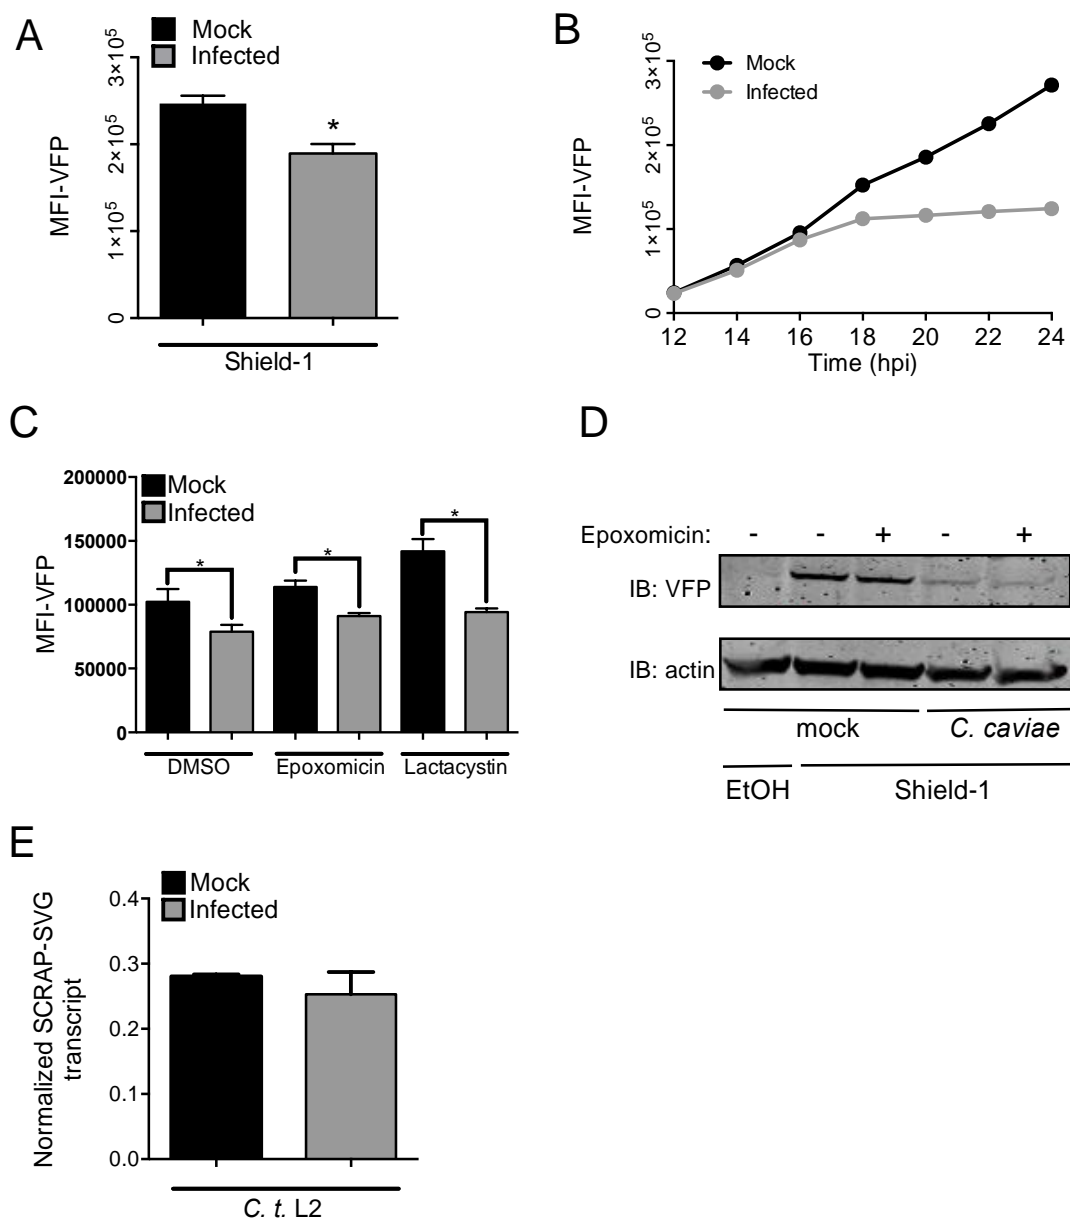 A
Mock
Infected
MFI-VFP
3×10⁵
2×10⁵
1×10⁵
0
*
Shield-1
B
Mock
Infected
MFI-VFP
3×10⁵
2×10⁵
1×10⁵
0
12 14 16 18 20 22 24
Time (hpi)
C
Mock
Infected
MFI-VFP
200000
150000
100000
50000
0
* * *
DMSO Epoxomicin Lactacystin
D
Epoxomicin: - - + - +
IB: VFP
IB: actin
mock C. caviae
EtOH Shield-1
E
Mock
Infected
Normalized SCRAP-SVG
transcript
0.4
0.3
0.2
0.1
0.0
C. t. L2